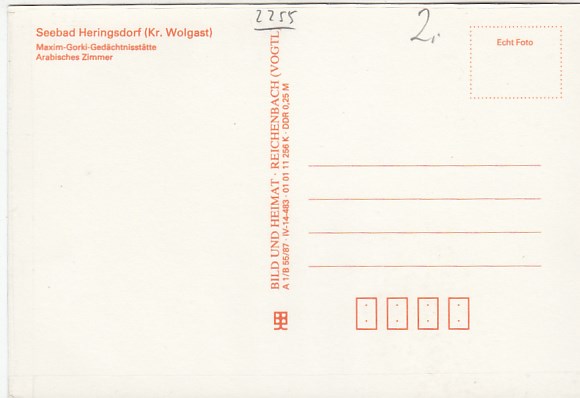 Seebad Heringsdorf (Kr. Wolgast)
Maxim-Gorki-Gedächtnisstätte
Arabisches Zimmer
2255
2.
Echt Foto
BILD UND HEIMAT · REICHENBACH (VOGTL
A 1/B 55/87 · IV-14-483 · 01 01 11 256 K · DDR 0,25 M